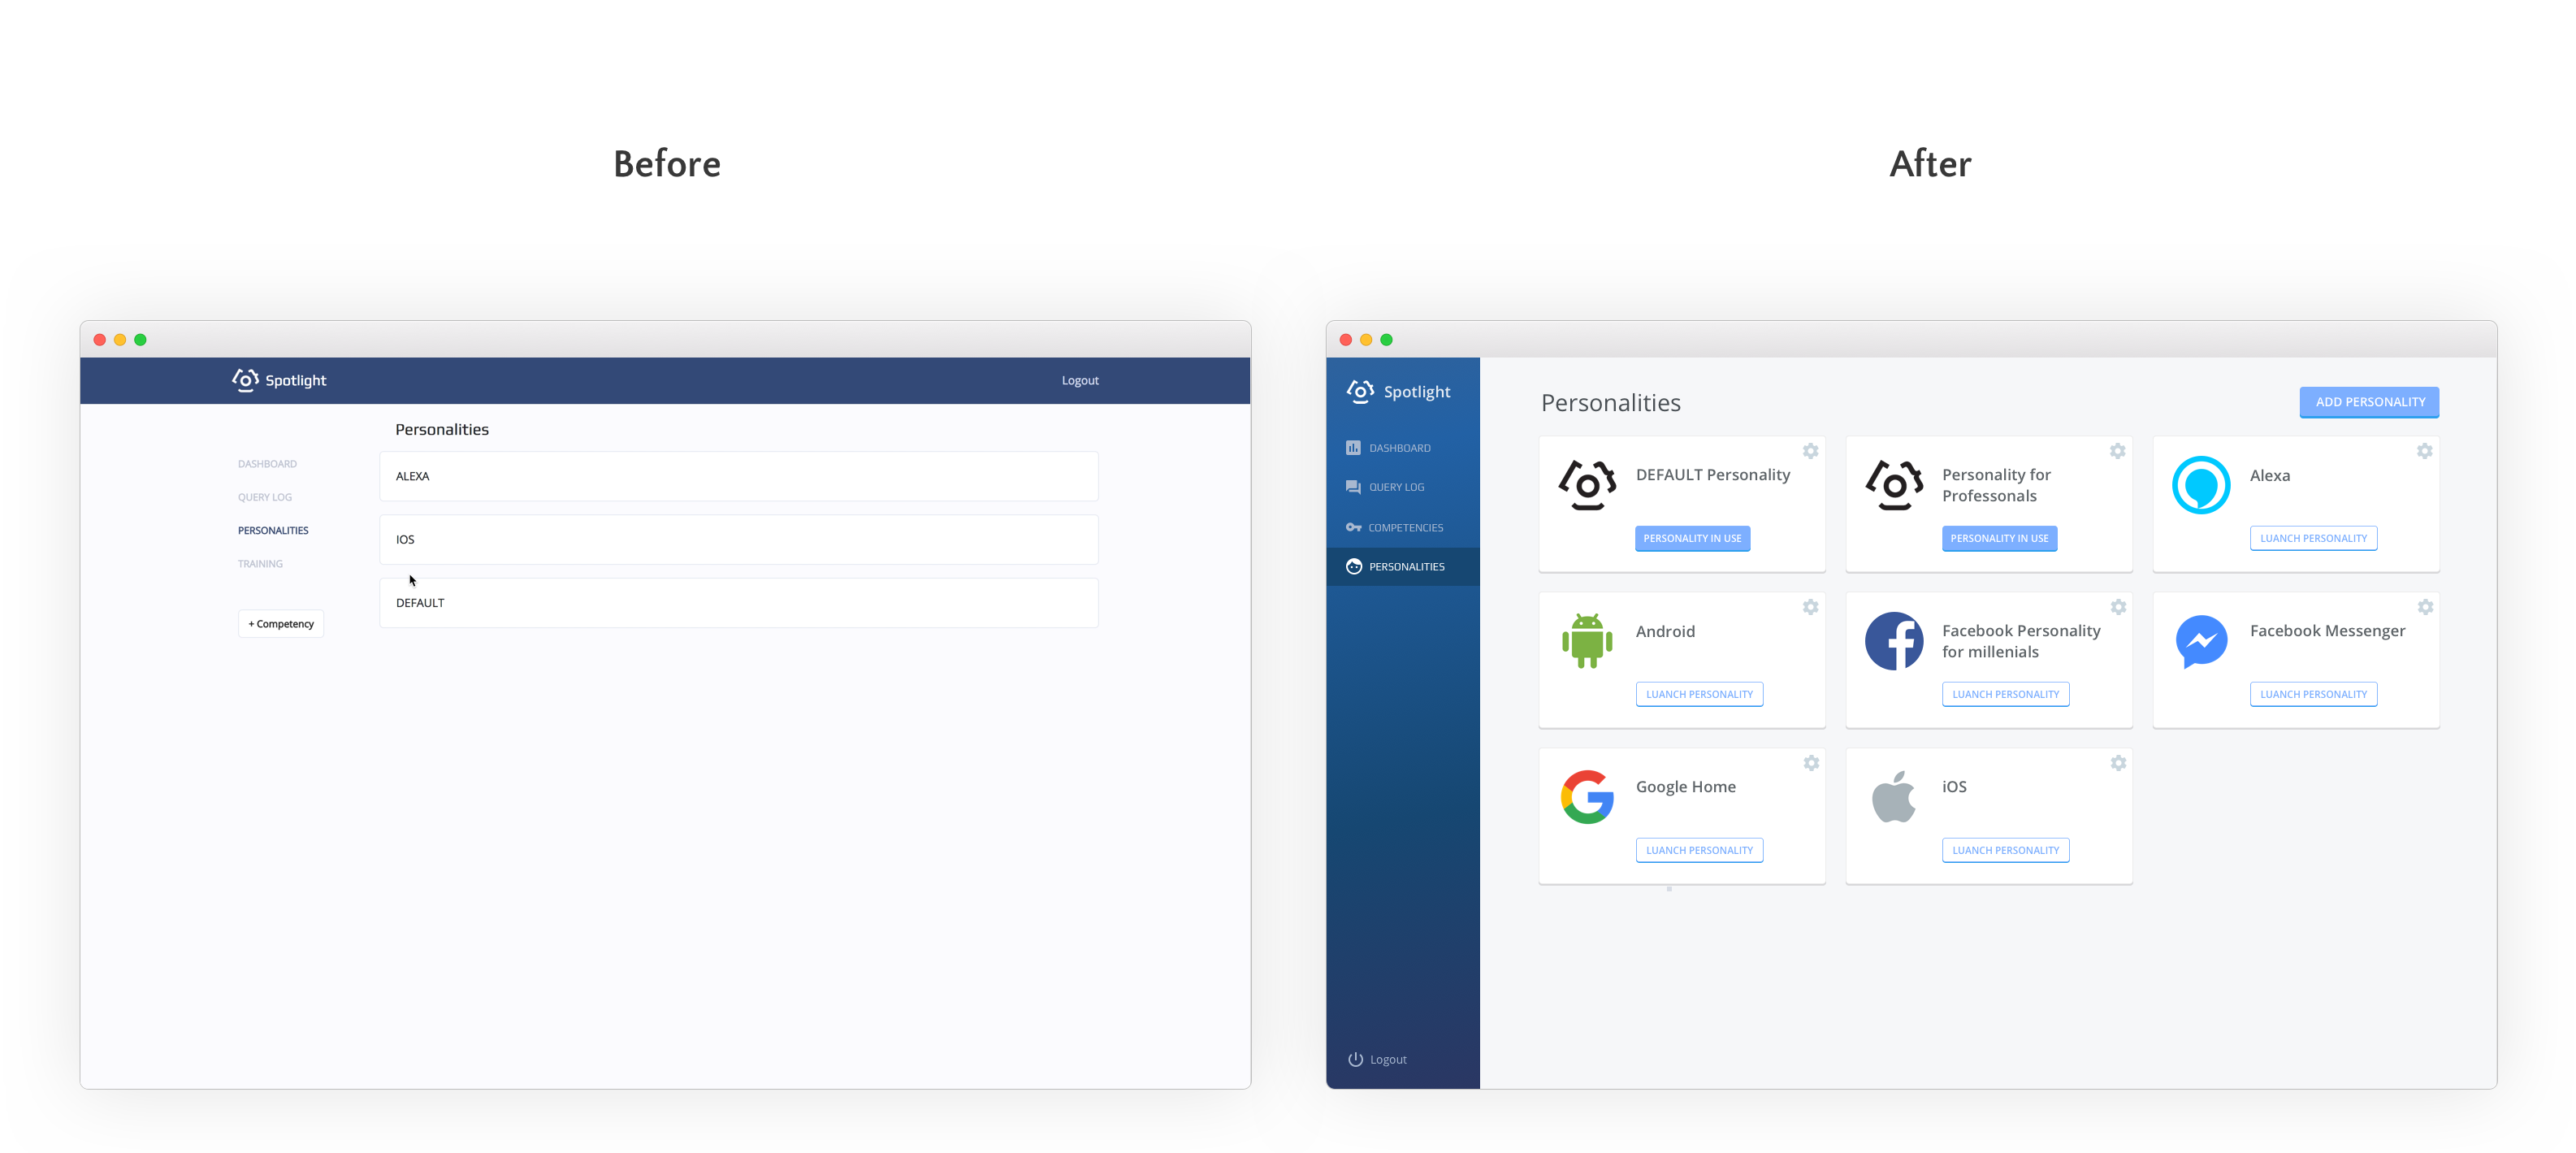 Before
After
Spotlight
Logout
Personalities
DASHBOARD
QUERY LOG
PERSONALITIES
TRAINING
+ Competency
ALEXA
IOS
DEFAULT
Spotlight
DASHBOARD
QUERY LOG
COMPETENCIES
PERSONALITIES
Logout
Personalities
ADD PERSONALITY
DEFAULT Personality
PERSONALITY IN USE
Personality for
Professonals
PERSONALITY IN USE
Alexa
LUANCH PERSONALITY
Android
LUANCH PERSONALITY
Facebook Personality
for millenials
LUANCH PERSONALITY
Facebook Messenger
LUANCH PERSONALITY
Google Home
LUANCH PERSONALITY
iOS
LUANCH PERSONALITY